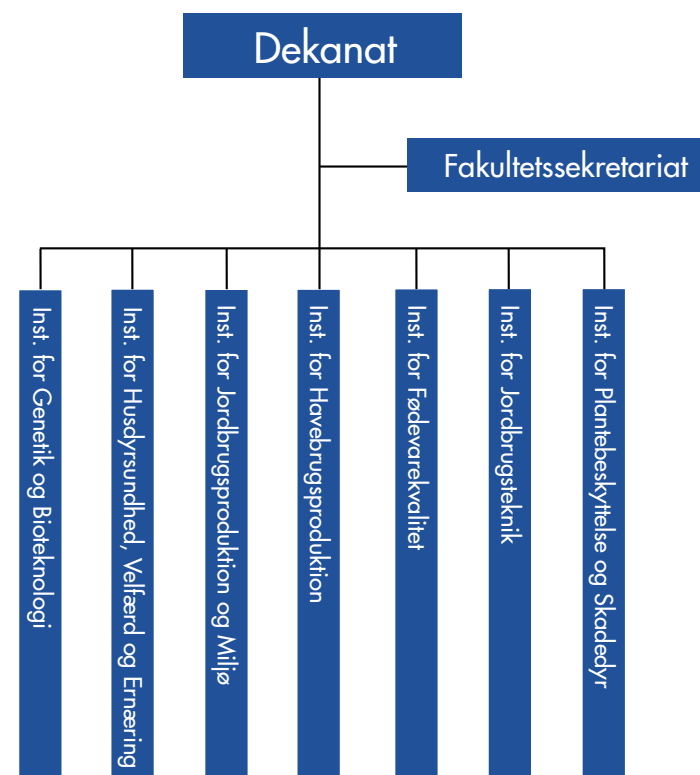 Dekanat
Fakultetssekretariat
Inst. for Genetik og Bioteknologi
Inst. for Husdyrsundhed, Velfærd og Ernæring
Inst. for Jordbrugsproduktion og Miljø
Inst. for Havebrugsproduktion
Inst. for Fødevarekvalitet
Inst. for Jordbrugsteknik
Inst. for Plantebeskyttelse og Skadedyr